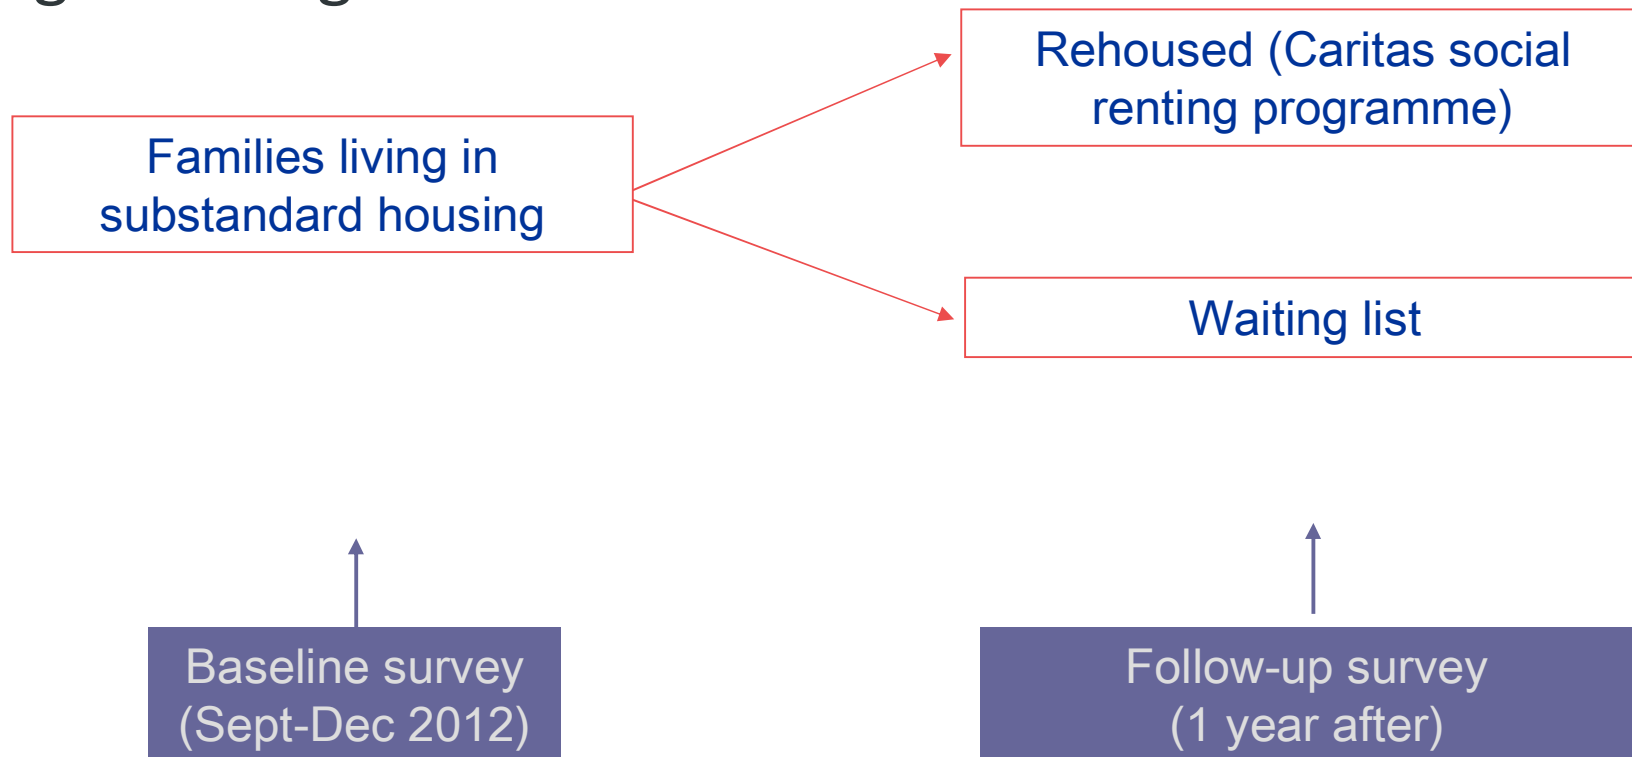 Families living in
substandard housing
Rehoused (Caritas social
renting programme)
Waiting list
Baseline survey
(Sept-Dec 2012)
Follow-up survey
(1 year after)